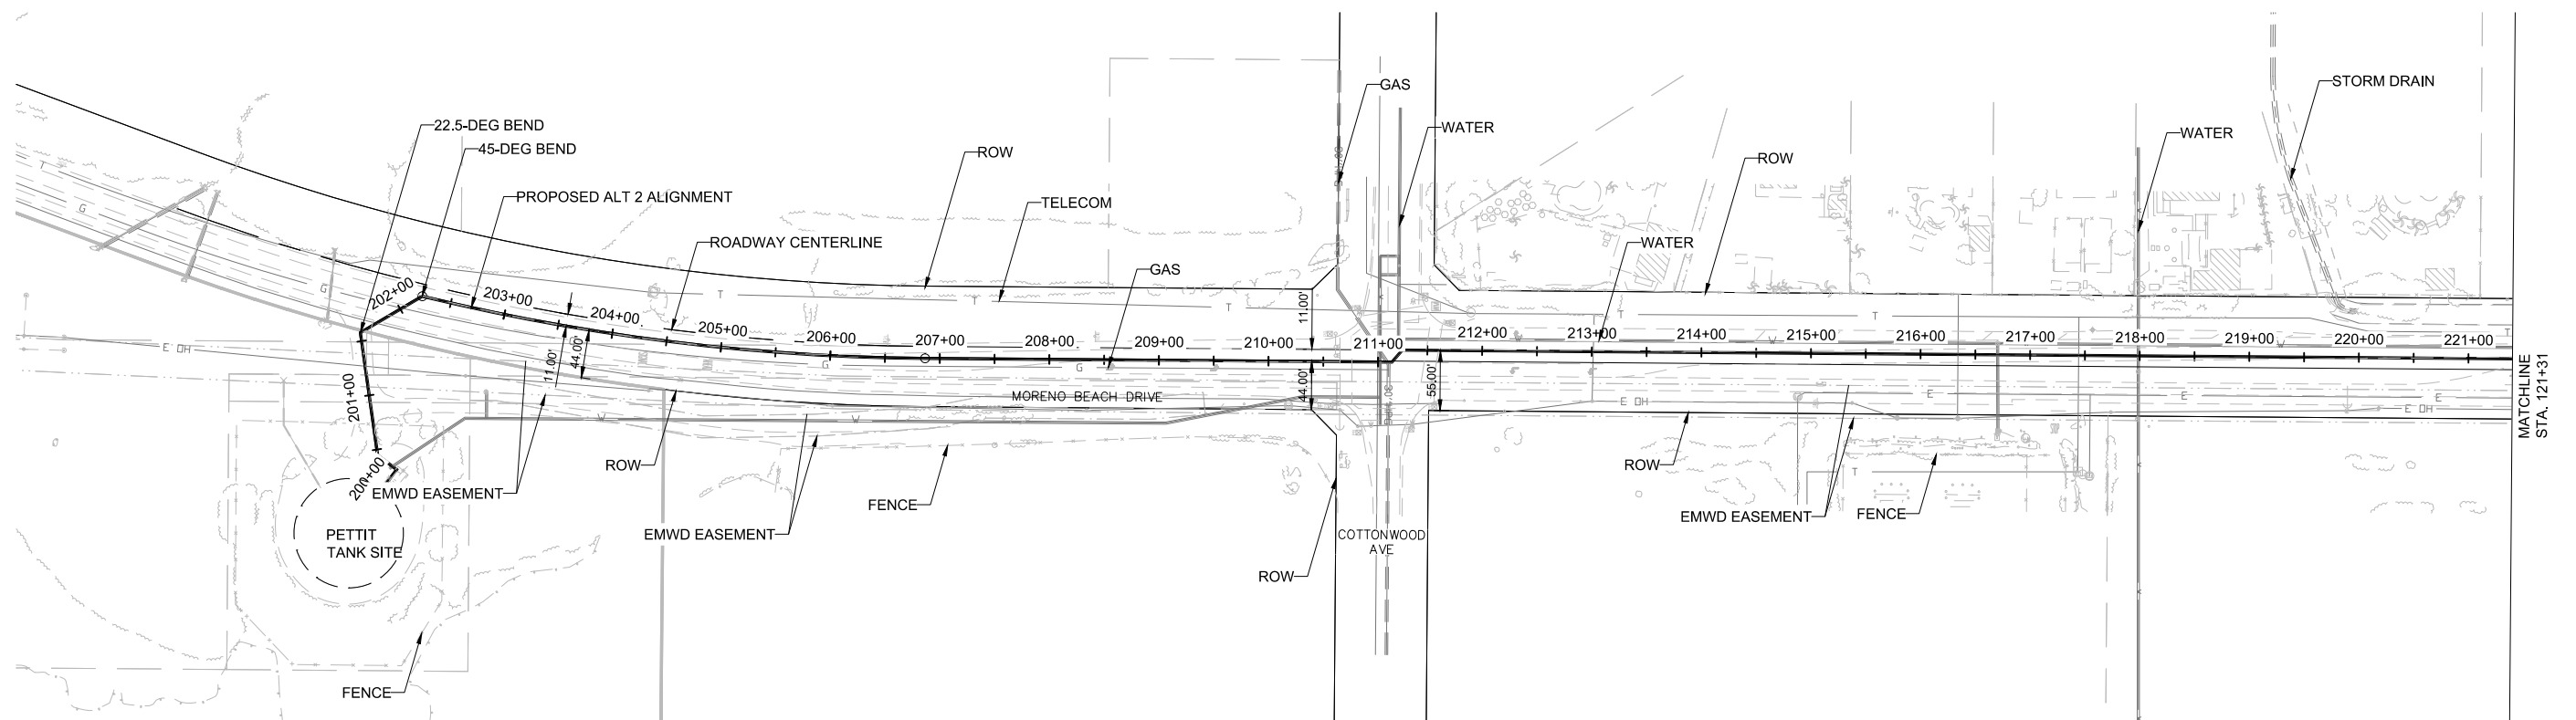 GAS
STORM DRAIN
22.5-DEG BEND
WATER
WATER
45-DEG BEND
ROW
ROW
PROPOSED ALT 2 ALIGNMENT
TELECOM
ROADWAY CENTERLINE
WATER
GAS
T
G
G
T
T
T
T
T
T
T
202+00
203+00
204+00
205+00
206+00
207+00
208+00
209+00
210+00
211+00
212+00
213+00
214+00
215+00
216+00
217+00
218+00
219+00
220+00
221+00
11.00'
W
W
E OH
11.00'
44.00'
G
G
44.00'
55.00'
MORENO BEACH DRIVE
E OH
E
E
E
E OH
MATCHLINE
STA. 121+31
201+00
W
200+00
ROW
EMWD EASEMENT
FENCE
EMWD EASEMENT
ROW
T
EMWD EASEMENT
FENCE
PETTIT
TANK SITE
COTTONWOOD
AVE
ROW
FENCE